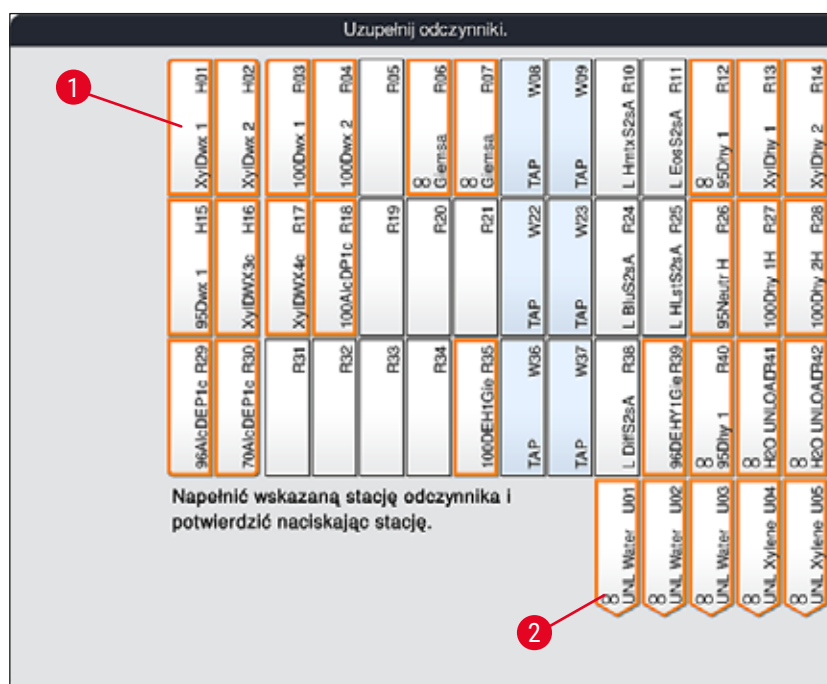 Uzupełnij odczynniki.
1
XylDwx 1 H01
XylDwx 2 H02
100Dwx 1 R03
100Dwx 2 R04
R05
∞ Giemsa R06
∞ Giemsa R07
TAP W08
TAP W09
L HmtxS2sA R10
L EosS2sA R11
∞ 95Dhy 1 R12
XylDhy 1 R13
XylDhy 2 R14
95Dwx 1 H15
XylDWX3c H16
XylDWX4c R17
100AlcDP1c R18
R19
R20
R21
TAP W22
TAP W23
L BluS2sA R24
L HLstS2sA R25
95Neutr H R26
100Dhy 1H R27
100Dhy 2H R28
96AlcDEP1c R29
70AlcDEP1c R30
R31
R32
R33
R34
100DEH1Gie R35
TAP W36
TAP W37
L DiffS2sA R38
96DEHY1Gie R39
∞ 95Dhy 1 R40
∞ H2O UNLOAD R41
∞ H2O UNLOAD R42
Napełnić wskazaną stację odczynnika i
potwierdzić naciskając stację.
∞ UNL Water U01
∞ UNL Water U02
∞ UNL Water U03
∞ UNL Xylene U04
∞ UNL Xylene U05
2